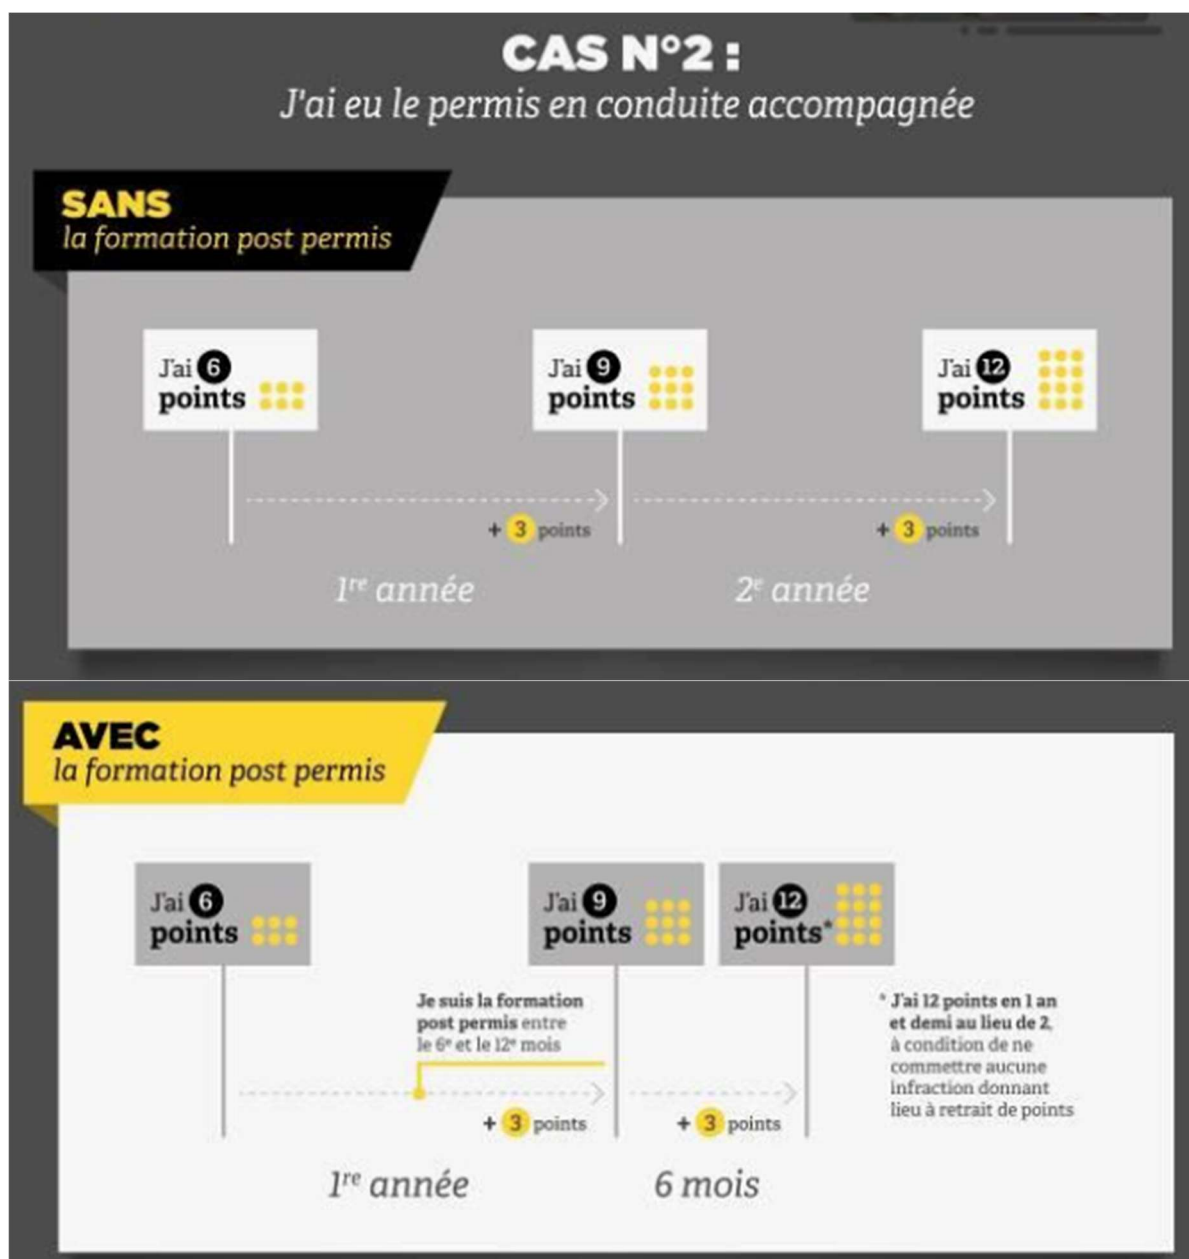 CAS N°2 :
J'ai eu le permis en conduite accompagnée
SANS
la formation post permis
J'ai 6
points
J'ai 9
points
J'ai 12
points
+ 3 points
+ 3 points
1re année
2e année
AVEC
la formation post permis
J'ai 6
points
J'ai 9
points
J'ai 12
points*
Je suis la formation
post permis entre
le 6e et le 12e mois
* J'ai 12 points en 1 an
et demi au lieu de 2,
à condition de ne
commettre aucune
infraction donnant
lieu à retrait de points
+ 3 points
+ 3 points
1re année
6 mois